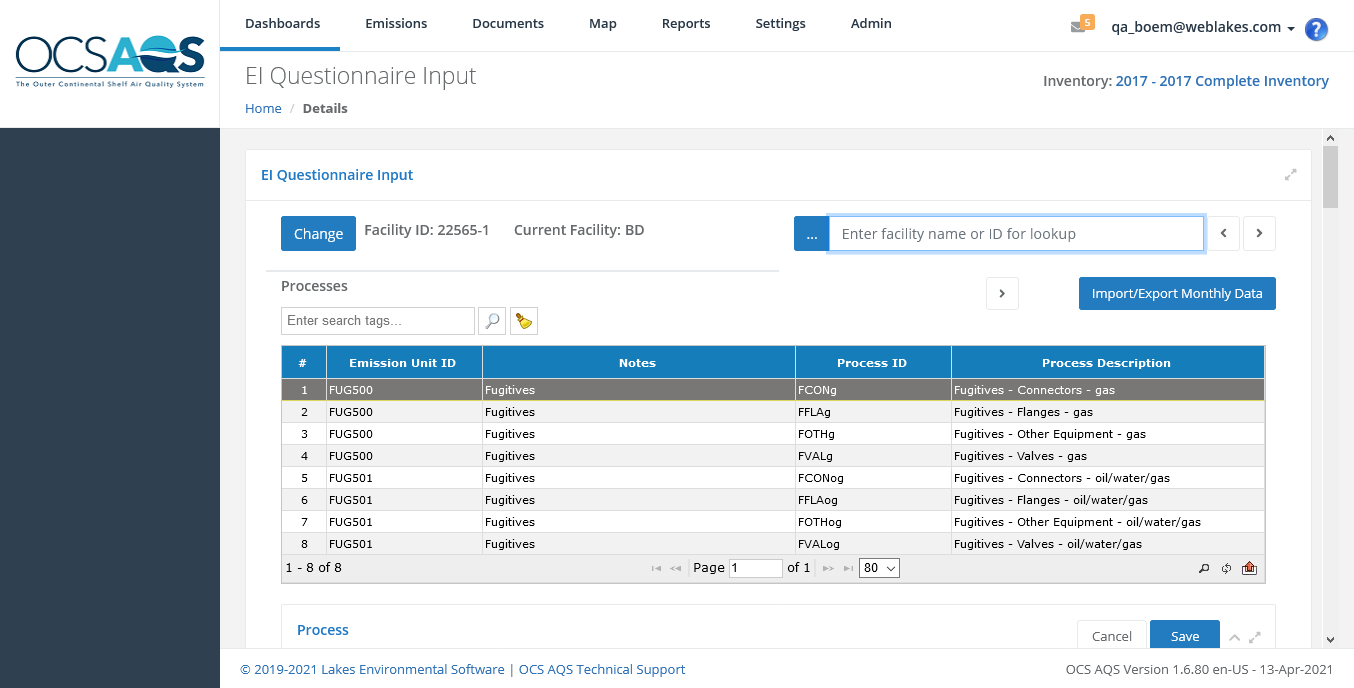 Dashboards Emissions Documents Map Reports Settings Admin 5 qa_boem@weblakes.com ?
OCSAQS
The Outer Continental Shelf Air Quality System
EI Questionnaire Input
Inventory: 2017 - 2017 Complete Inventory
Home / Details
EI Questionnaire Input
Change Facility ID: 22565-1 Current Facility: BD ... Enter facility name or ID for lookup
Processes
Import/Export Monthly Data
Enter search tags...
# Emission Unit ID Notes Process ID Process Description
1 FUG500 Fugitives FCONg Fugitives - Connectors - gas
2 FUG500 Fugitives FFLAg Fugitives - Flanges - gas
3 FUG500 Fugitives FOTHg Fugitives - Other Equipment - gas
4 FUG500 Fugitives FVALg Fugitives - Valves - gas
5 FUG501 Fugitives FCONog Fugitives - Connectors - oil/water/gas
6 FUG501 Fugitives FFLAog Fugitives - Flanges - oil/water/gas
7 FUG501 Fugitives FOTHog Fugitives - Other Equipment - oil/water/gas
8 FUG501 Fugitives FVALog Fugitives - Valves - oil/water/gas
1 - 8 of 8 Page 1 of 1 80
Process Cancel Save
© 2019-2021 Lakes Environmental Software | OCS AQS Technical Support OCS AQS Version 1.6.80 en-US - 13-Apr-2021